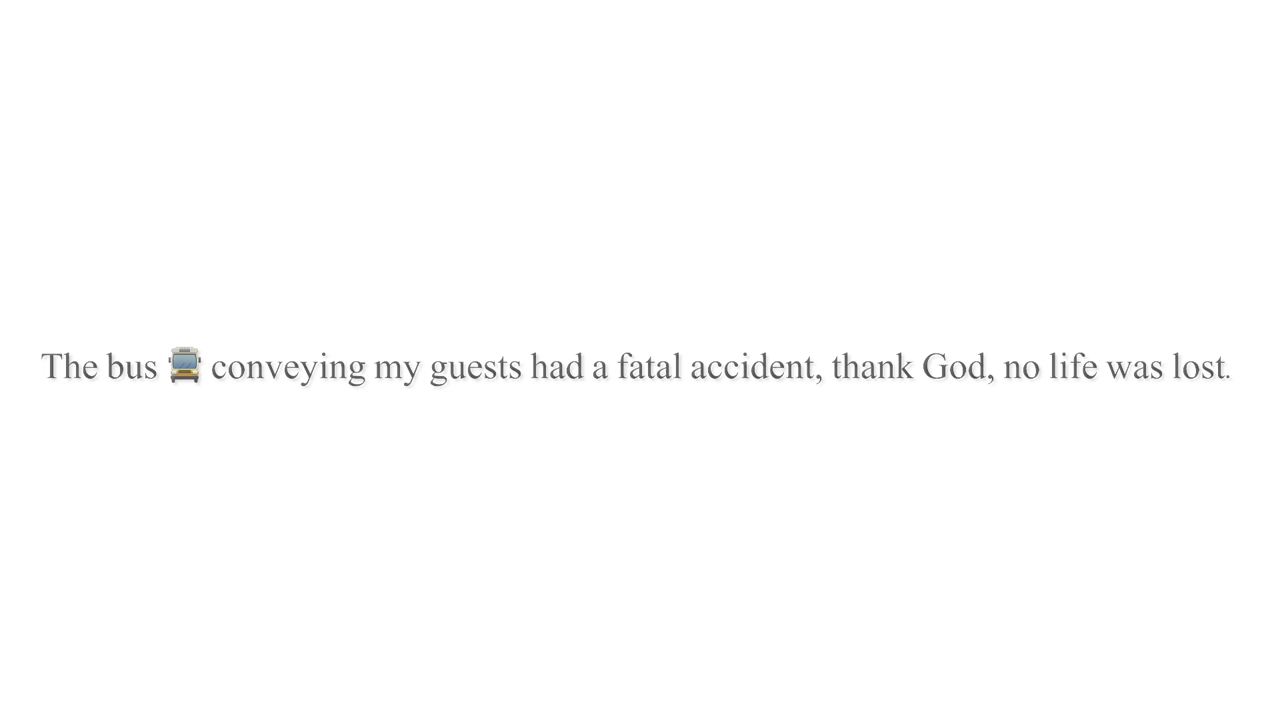 The bus 🚍 conveying my guests had a fatal accident, thank God, no life was lost.